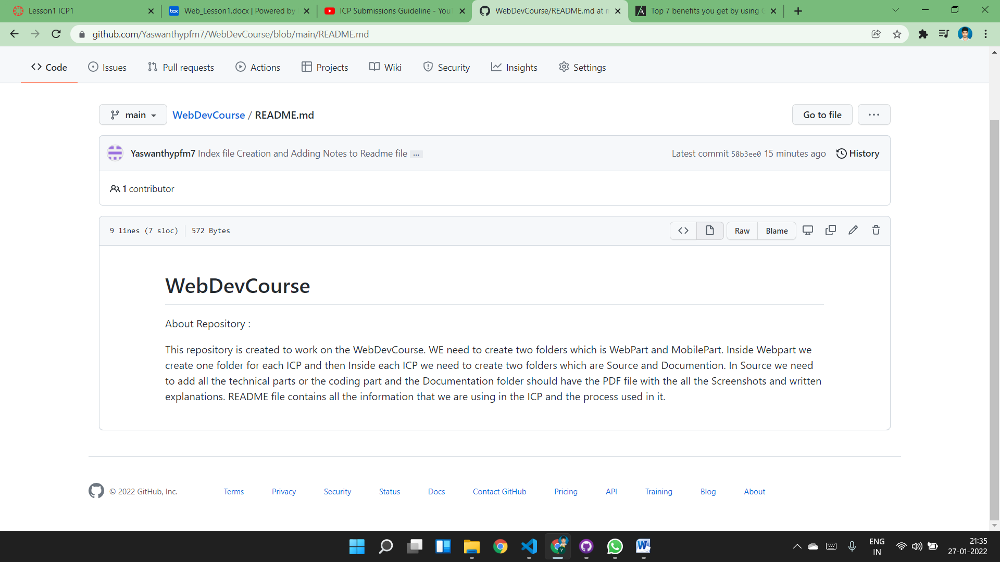 Lesson1 ICP1
Web_Lesson1.docx | Powered by
ICP Submissions Guideline - YouT
WebDevCourse/README.md at m
Top 7 benefits you get by using G
github.com/Yaswanthypfm7/WebDevCourse/blob/main/README.md
Code Issues Pull requests Actions Projects Wiki Security Insights Settings
main WebDevCourse / README.md Go to file ...
Yaswanthypfm7 Index file Creation and Adding Notes to Readme file ... Latest commit 58b3ee0 15 minutes ago History
1 contributor
9 lines (7 sloc) 572 Bytes <> Raw Blame
WebDevCourse
About Repository :
This repository is created to work on the WebDevCourse. WE need to create two folders which is WebPart and MobilePart. Inside Webpart we
create one folder for each ICP and then Inside each ICP we need to create two folders which are Source and Documention. In Source we need
to add all the technical parts or the coding part and the Documentation folder should have the PDF file with the all the Screenshots and written
explanations. README file contains all the information that we are using in the ICP and the process used in it.
© 2022 GitHub, Inc. Terms Privacy Security Status Docs Contact GitHub Pricing API Training Blog About
ENG 21:35
IN 27-01-2022